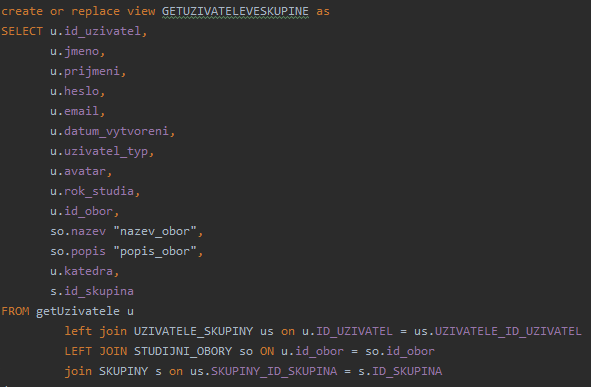 create or replace view GETUZIVATELEVESKUPINE as
SELECT u.id_uzivatel,
u.jmeno,
u.prijmeni,
u.heslo,
u.email,
u.datum_vytvoreni,
u.uzivatel_typ,
u.avatar,
u.rok_studia,
u.id_obor,
so.nazev "nazev_obor",
so.popis "popis_obor",
u.katedra,
s.id_skupina
FROM getUzivatele u
left join UZIVATELE_SKUPINY us on u.ID_UZIVATEL = us.UZIVATELE_ID_UZIVATEL
LEFT JOIN STUDIJNI_OBORY so ON u.id_obor = so.id_obor
join SKUPINY s on us.SKUPINY_ID_SKUPINA = s.ID_SKUPINA